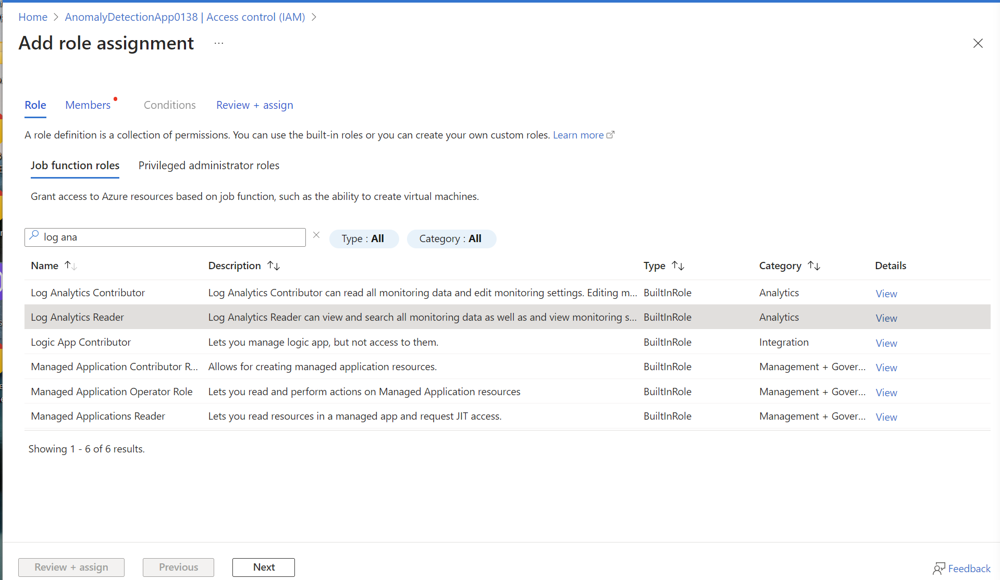 Home > AnomalyDetectionApp0138 | Access control (IAM) >
Add role assignment ...
Role Members Conditions Review + assign
A role definition is a collection of permissions. You can use the built-in roles or you can create your own custom roles. Learn more
Job function roles Privileged administrator roles
Grant access to Azure resources based on job function, such as the ability to create virtual machines.
log ana Type : All Category : All
Name Description Type Category Details
Log Analytics Contributor Log Analytics Contributor can read all monitoring data and edit monitoring settings. Editing m... BuiltInRole Analytics View
Log Analytics Reader Log Analytics Reader can view and search all monitoring data as well as and view monitoring s... BuiltInRole Analytics View
Logic App Contributor Lets you manage logic app, but not access to them. BuiltInRole Integration View
Managed Application Contributor R... Allows for creating managed application resources. BuiltInRole Management + Gover... View
Managed Application Operator Role Lets you read and perform actions on Managed Application resources BuiltInRole Management + Gover... View
Managed Applications Reader Lets you read resources in a managed app and request JIT access. BuiltInRole Management + Gover... View
Showing 1 - 6 of 6 results.
Review + assign Previous Next Feedback